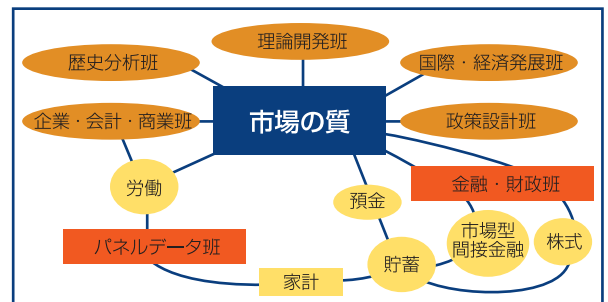 理論開発班
歴史分析班
国際・経済発展班
市場の質
企業・会計・商業班
政策設計班
労働
金融・財政班
預金
市場型
間接金融
株式
パネルデータ班
貯蓄
家計